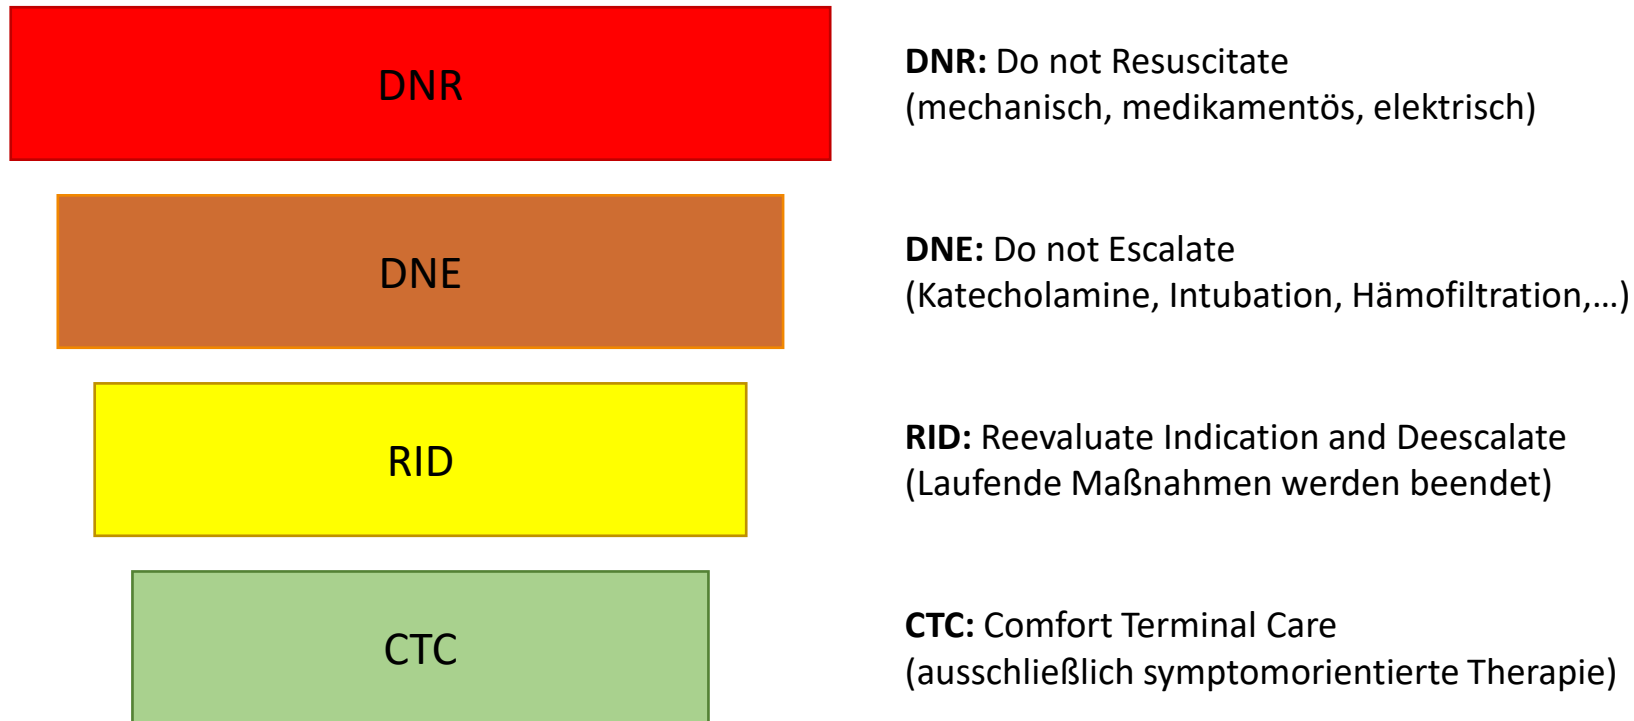 DNR
DNR: Do not Resuscitate
(mechanisch, medikamentös, elektrisch)
DNE
DNE: Do not Escalate
(Katecholamine, Intubation, Hämofiltration,...)
RID
RID: Reevaluate Indication and Deescalate
(Laufende Maßnahmen werden beendet)
CTC
CTC: Comfort Terminal Care
(ausschließlich symptomorientierte Therapie)